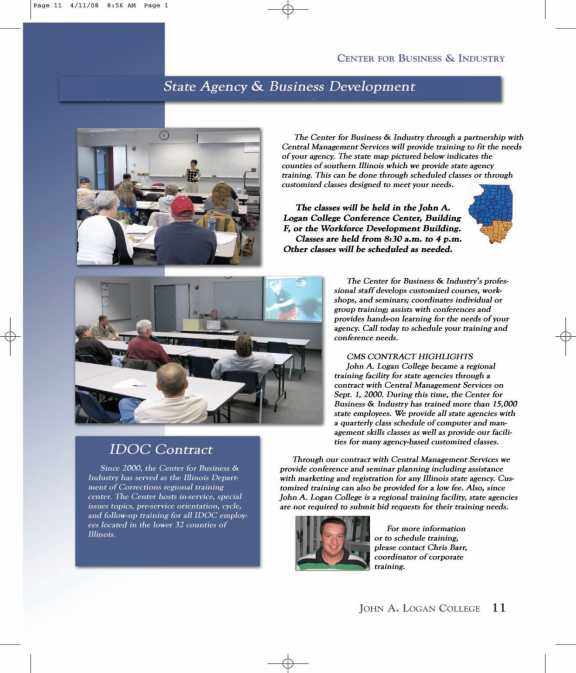 Page 11 4/11/08 8:56 AM Page 1
CENTER FOR BUSINESS & INDUSTRY
State Agency & Business Development
The Center for Business & Industry through a partnership with
Central Management Services will provide training to fit the needs
of your agency. The state map pictured below indicates the
counties of southern Illinois which we provide state agency
training. This can be done through scheduled classes or through
customized classes designed to meet your needs.
The classes will be held in the John A.
Logan College Conference Center, Building
F, or the Workforce Development Building.
Classes are held from 8:30 a.m. to 4 p.m.
Other classes will be scheduled as needed.
The Center for Business & Industry's profes-
sional staff develops customized courses, work-
shops, and seminars; coordinates individual or
group training; assists with conferences and
provides hands-on learning for the needs of your
agency. Call today to schedule your training and
conference needs.
CMS CONTRACT HIGHLIGHTS
John A. Logan College became a regional
training facility for state agencies through a
contract with Central Management Services on
Sept. 1, 2000. During this time, the Center for
Business & Industry has trained more than 15,000
state employees. We provide all state agencies with
a quarterly class schedule of computer and man-
agement skills classes as well as provide our facili-
ties for many agency-based customized classes.
IDOC Contract
Since 2000, the Center for Business &
Industry has served as the Illinois Depart-
ment of Corrections regional training
center. The Center hosts in-service, special
issues topics, pre-service orientation, cycle,
and follow-up training for all IDOC employ-
ees located in the lower 32 counties of
Illinois.
Through our contract with Central Management Services we
provide conference and seminar planning including assistance
with marketing and registration for any Illinois state agency. Cus-
tomized training can also be provided for a low fee. Also, since
John A. Logan College is a regional training facility, state agencies
are not required to submit bid requests for their training needs.
For more information
or to schedule training,
please contact Chris Barr,
coordinator of corporate
training.
JOHN A. LOGAN COLLEGE 11